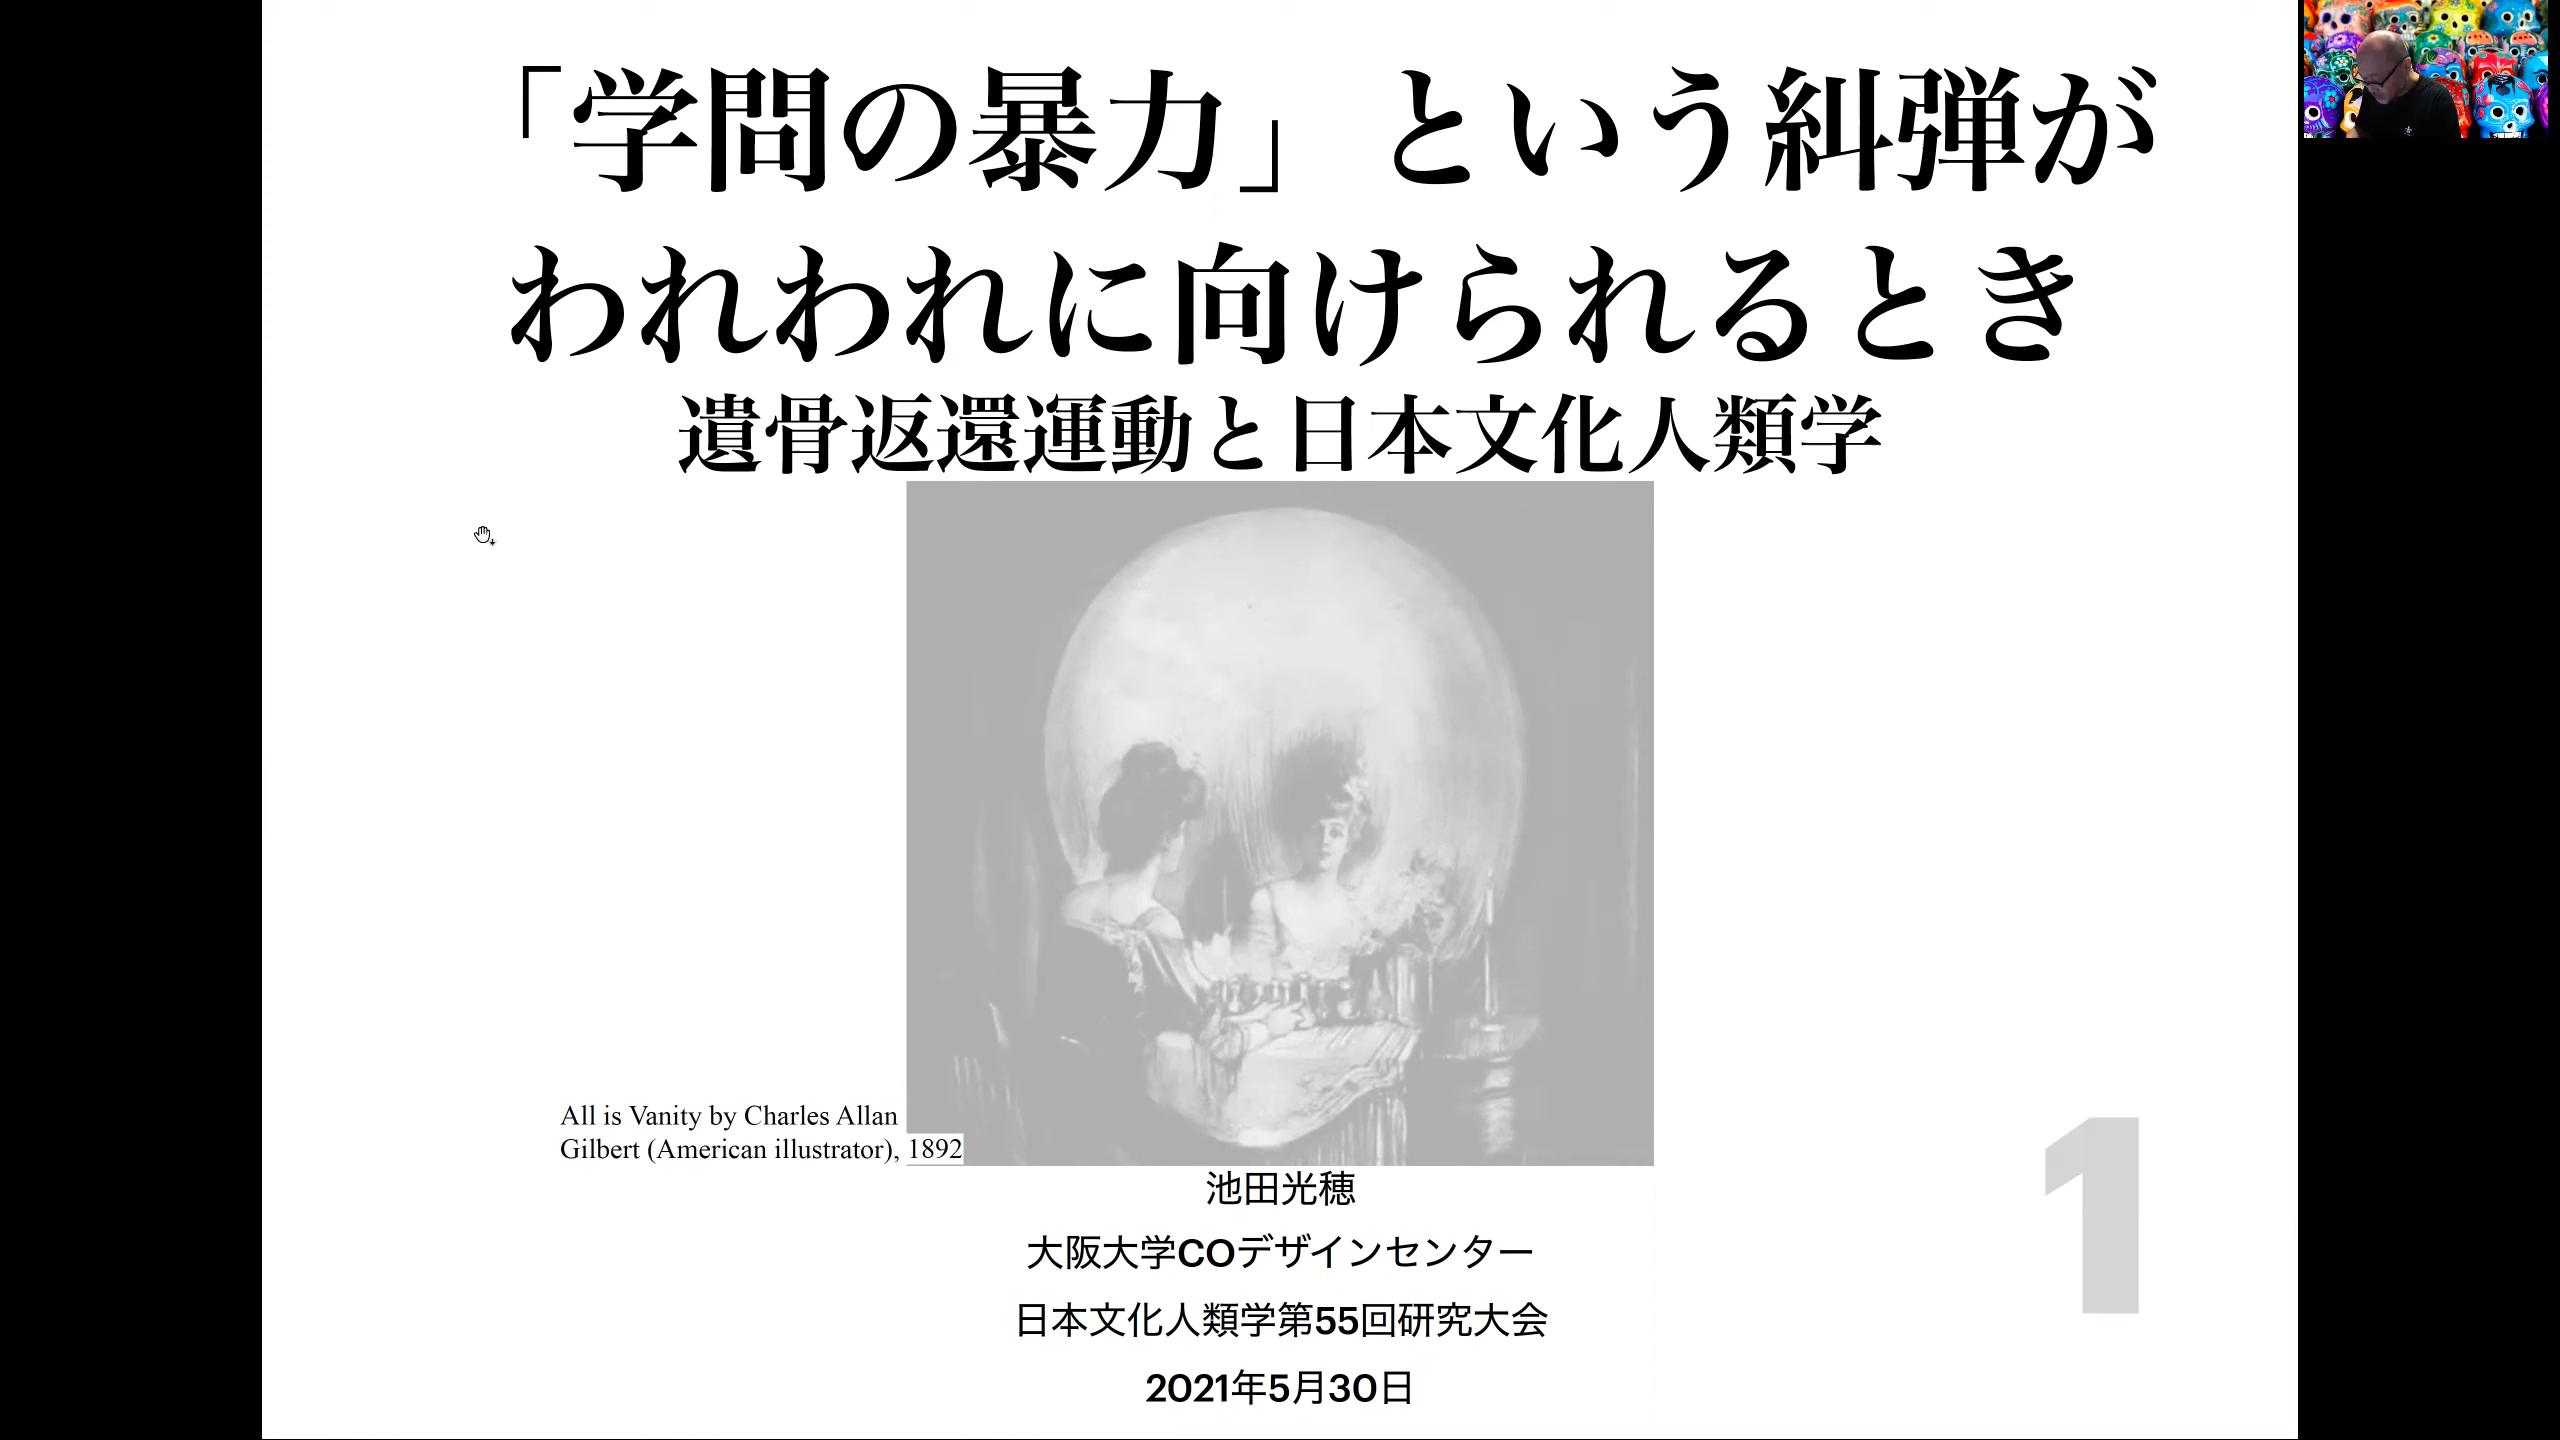 「学問の暴力」という糾弾が
われわれに向けられるとき
遺骨返還運動と日本文化人類学
All is Vanity by Charles Allan
Gilbert (American illustrator), 1892
池田光穂
大阪大学COデザインセンター
日本文化人類学第55回研究大会
2021年5月30日
1